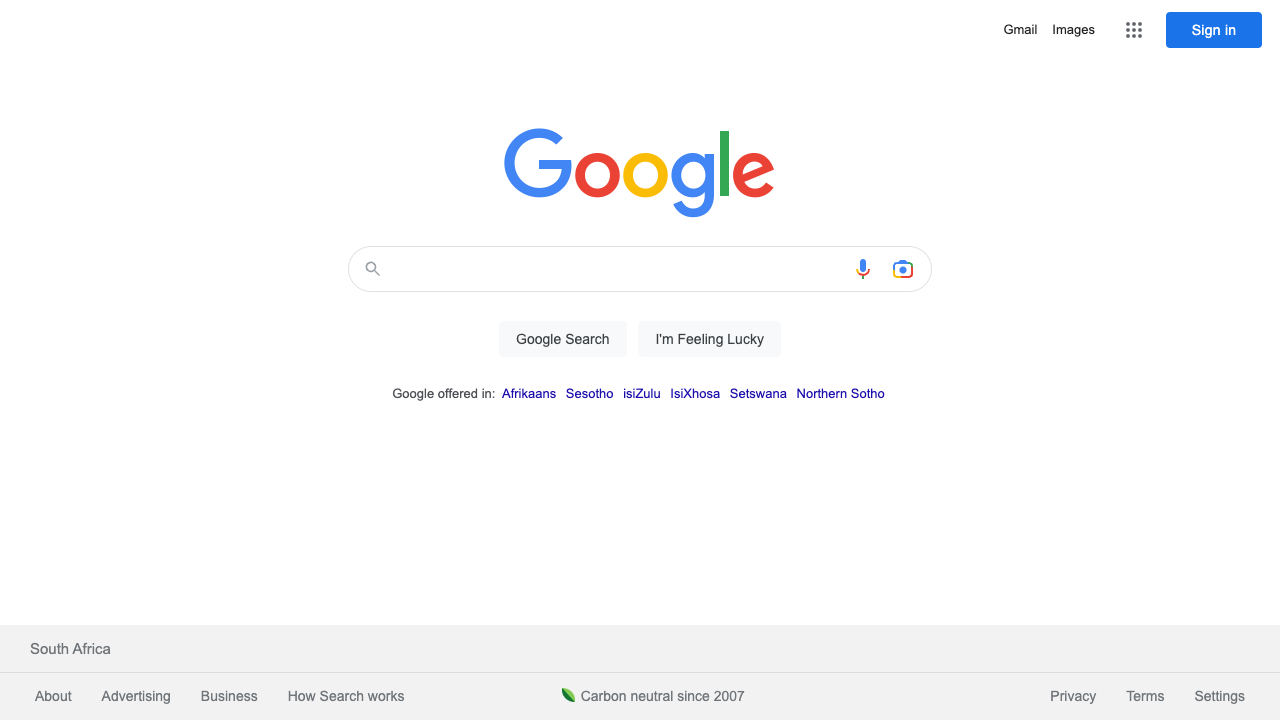 Gmail Images Sign in
Google
Google Search I'm Feeling Lucky
Google offered in: Afrikaans Sesotho isiZulu IsiXhosa Setswana Northern Sotho
South Africa
About Advertising Business How Search works Carbon neutral since 2007 Privacy Terms Settings